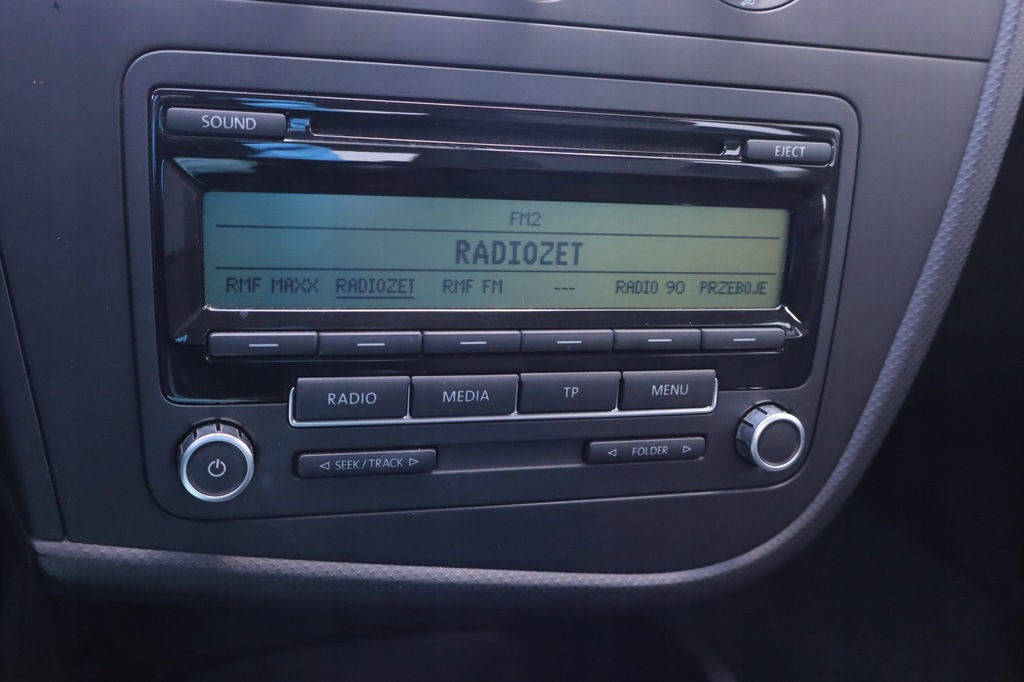 SOUND
EJECT
FM2
RADIOZET
RMF MAXX RADIOZET RMF FM --- RADIO 90 PRZEBOJE
RADIO MEDIA TP MENU
◁ SEEK / TRACK ▷
◁ FOLDER ▷